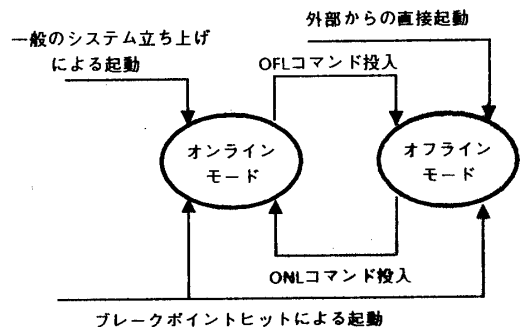 外部からの直接起動
一般のシステム立ち上げ
による起動
OFLコマンド投入
オンライン
モード
オフライン
モード
ONLコマンド投入
ブレークポイントヒットによる起動